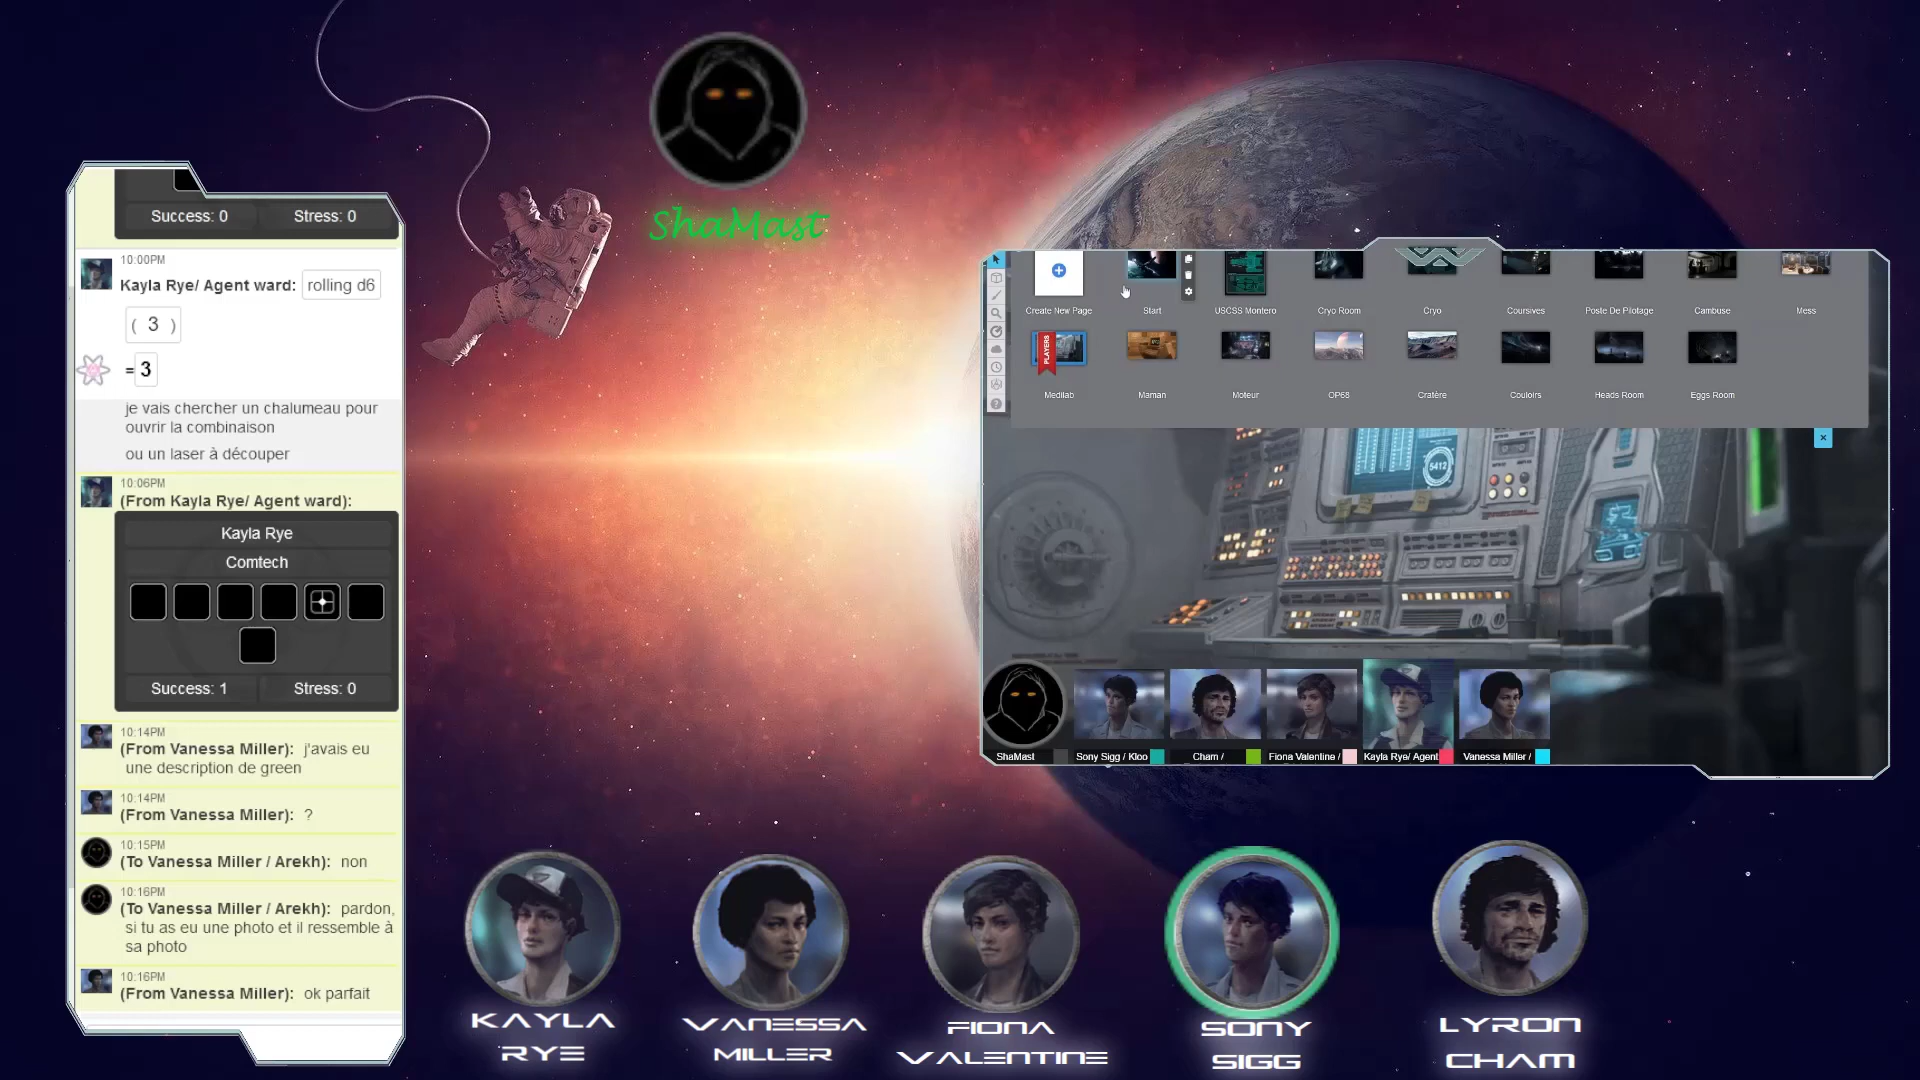 ShaMast
Success: 0
Stress: 0
10:00PM
Kayla Rye/ Agent ward:
rolling d6
( 3 )
=3
je vais chercher un chalumeau pour
ouvrir la combinaison
ou un laser à découper
10:06PM
(From Kayla Rye/ Agent ward):
Kayla Rye
Comtech
Success: 1
Stress: 0
10:14PM
(From Vanessa Miller): j'avais eu
une description de green
10:14PM
(From Vanessa Miller): ?
10:15PM
(To Vanessa Miller / Arekh): non
10:16PM
(To Vanessa Miller / Arekh): pardon,
si tu as eu une photo et il ressemble à
sa photo
10:16PM
(From Vanessa Miller): ok parfait
Create New Page
Start
USCSS Montero
Cryo Room
Cryo
Coursives
Poste De Pilotage
Cambuse
Mess
PLAYERS
Medilab
Maman
Moteur
OP68
Cratère
Couloirs
Heads Room
Eggs Room
5412
ShaMast
Sony Sigg / Kloo
Cham /
Fiona Valentine /
Kayla Rye/ Agent
Vanessa Miller /
KAYLA
RYE
VANESSA
MILLER
FIONA
VALENTINE
SONY
SIGG
LYRON
CHAM